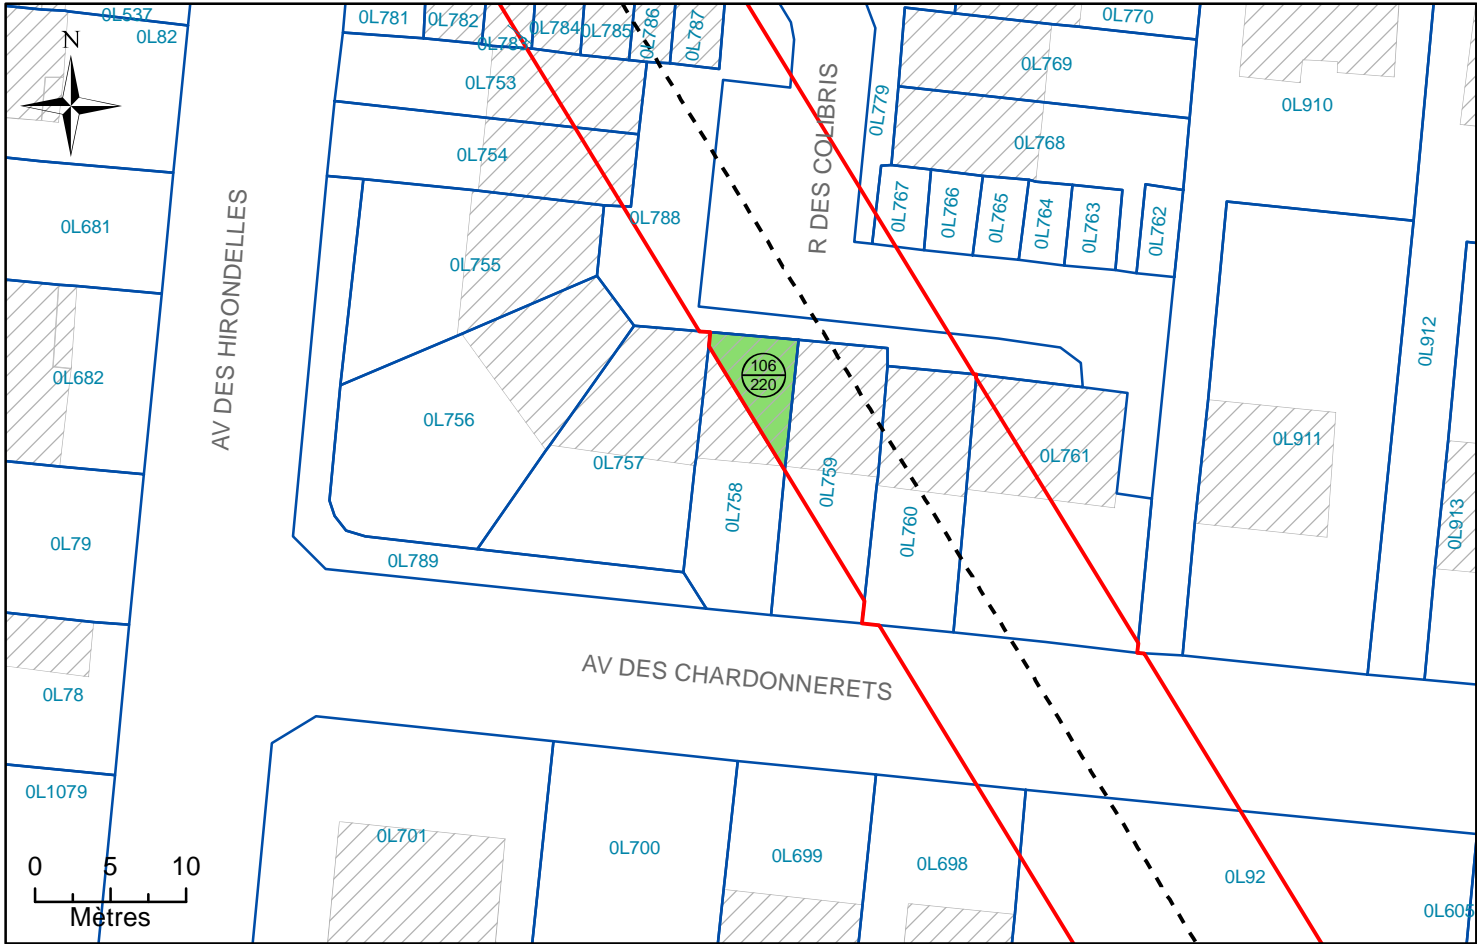 0L537
0L82
0L781
0L782
0L783
0L784
0L785
0L786
0L787
0L770
N
0L753
0L769
0L779
0L910
0L754
0L768
R DES COLIBRIS
0L681
0L788
0L767
0L766
0L765
0L764
0L763
0L762
AV DES HIRONDELLES
0L755
0L912
0L682
106
220
0L756
0L757
0L758
0L759
0L760
0L761
0L911
0L913
0L79
0L789
AV DES CHARDONNERETS
0L78
0L1079
0L701
0L700
0L699
0L698
0L92
0L605
0 5 10
Mètres